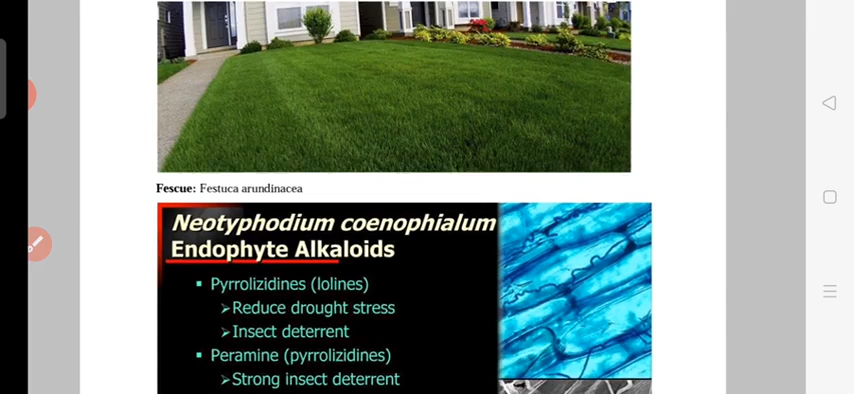 Fescue: Festuca arundinacea
Neotyphodium coenophialum
Endophyte Alkaloids
▪ Pyrrolizidines (lolines)
➢Reduce drought stress
➢Insect deterrent
▪ Peramine (pyrrolizidines)
➢Strong insect deterrent